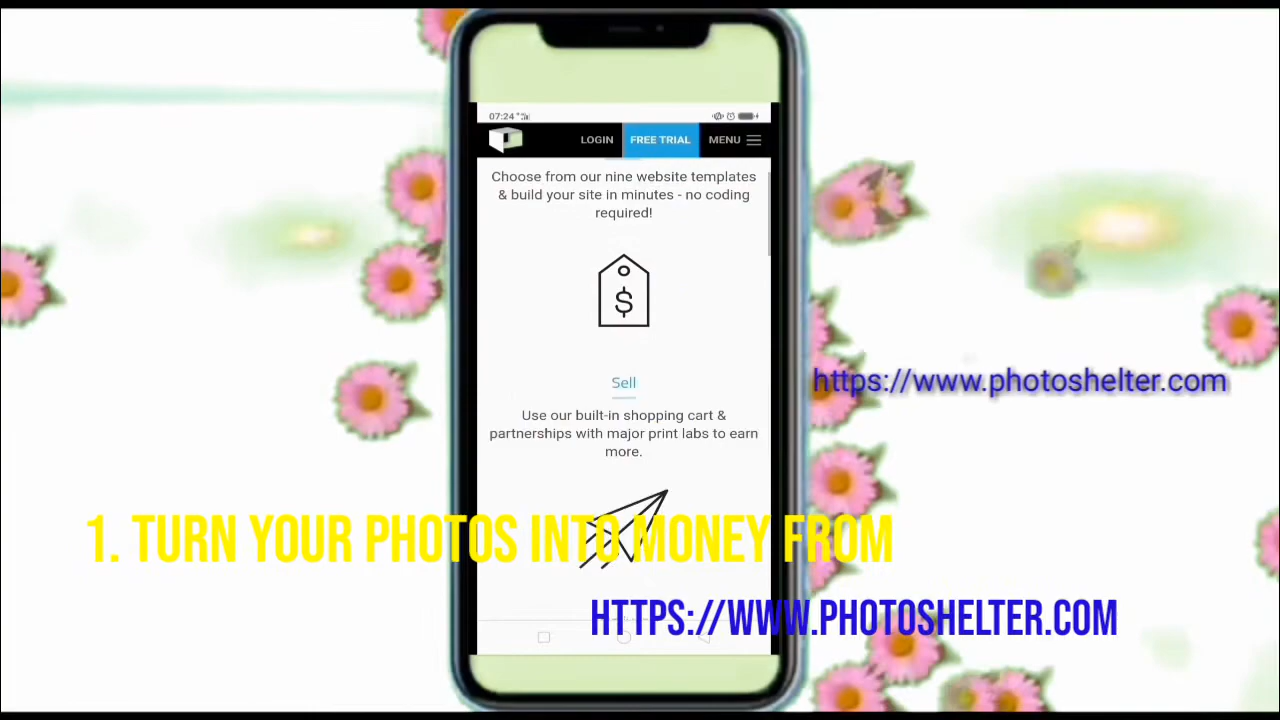 07:24
LOGIN FREE TRIAL MENU
Choose from our nine website templates
& build your site in minutes - no coding
required!
$
Sell
Use our built-in shopping cart &
partnerships with major print labs to earn
more.
https://www.photoshelter.com
1. TURN YOUR PHOTOS INTO MONEY FROM
HTTPS://WWW.PHOTOSHELTER.COM